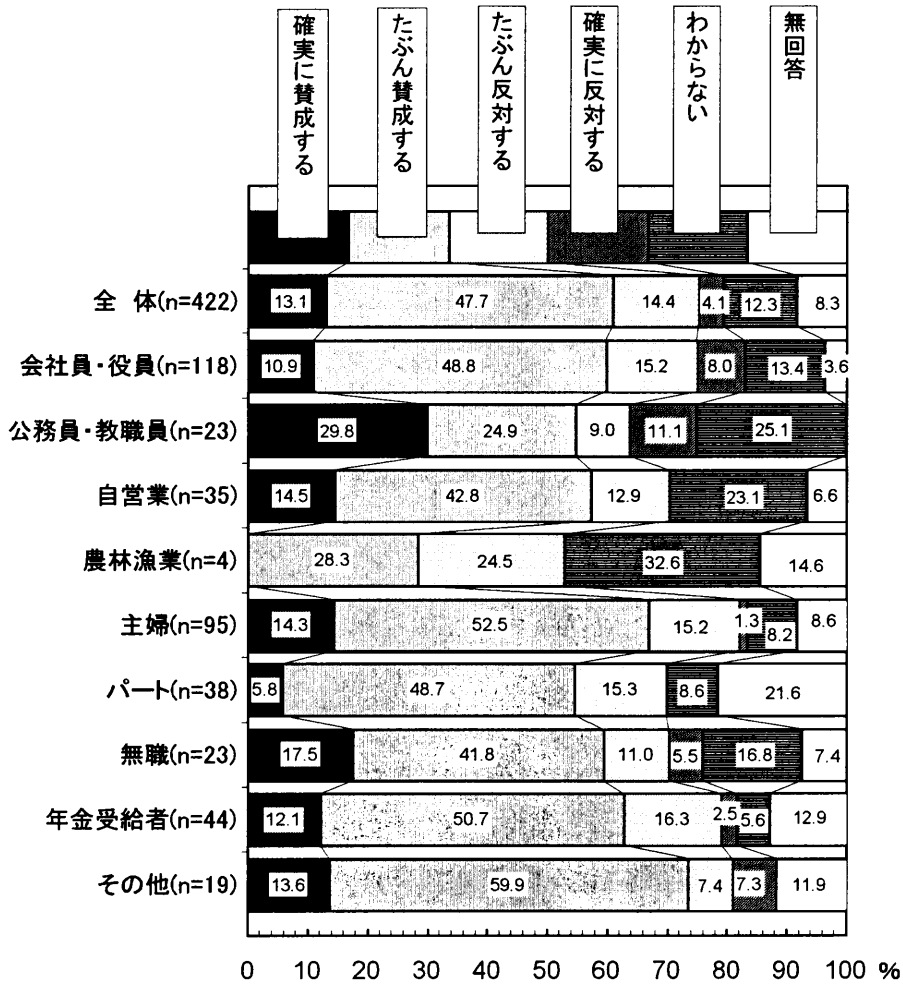 確実に賛成する
たぶん賛成する
たぶん反対する
確実に反対する
わからない
無回答
全 体(n=422) 13.1 47.7 14.4 4.1 12.3 8.3
会社員・役員(n=118) 10.9 48.8 15.2 8.0 13.4 3.6
公務員・教職員(n=23) 29.8 24.9 9.0 11.1 25.1
自営業(n=35) 14.5 42.8 12.9 23.1 6.6
農林漁業(n=4) 28.3 24.5 32.6 14.6
主婦(n=95) 14.3 52.5 15.2 1.3 8.2 8.6
パート(n=38) 5.8 48.7 15.3 8.6 21.6
無職(n=23) 17.5 41.8 11.0 5.5 16.8 7.4
年金受給者(n=44) 12.1 50.7 16.3 2.5 5.6 12.9
その他(n=19) 13.6 59.9 7.4 7.3 11.9
0 10 20 30 40 50 60 70 80 90 100 %